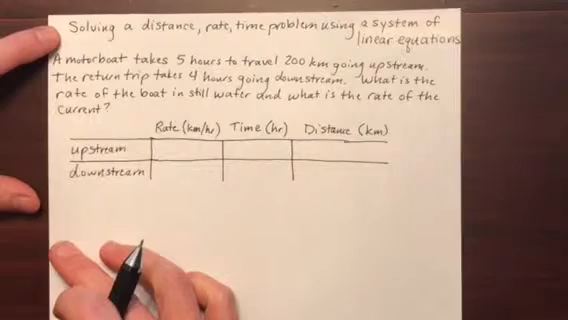 Solving a distance, rate, time problem using a system of
linear equations
A motorboat takes 5 hours to travel 200 km going upstream.
The return trip takes 4 hours going downstream. What is the
rate of the boat in still water and what is the rate of the
current?
Rate (km/hr) Time (hr) Distance (km)
upstream
downstream